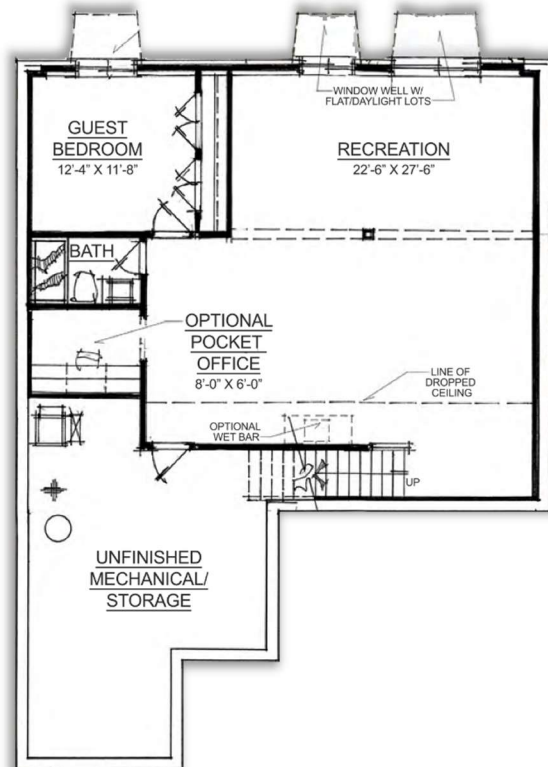 WINDOW WELL W/
FLAT/DAYLIGHT LOTS
GUEST
BEDROOM
12'-4" X 11'-8"
RECREATION
22'-6" X 27'-6"
BATH
OPTIONAL
POCKET
OFFICE
8'-0" X 6'-0"
LINE OF
DROPPED
CEILING
OPTIONAL
WET BAR
UP
UNFINISHED
MECHANICAL/
STORAGE